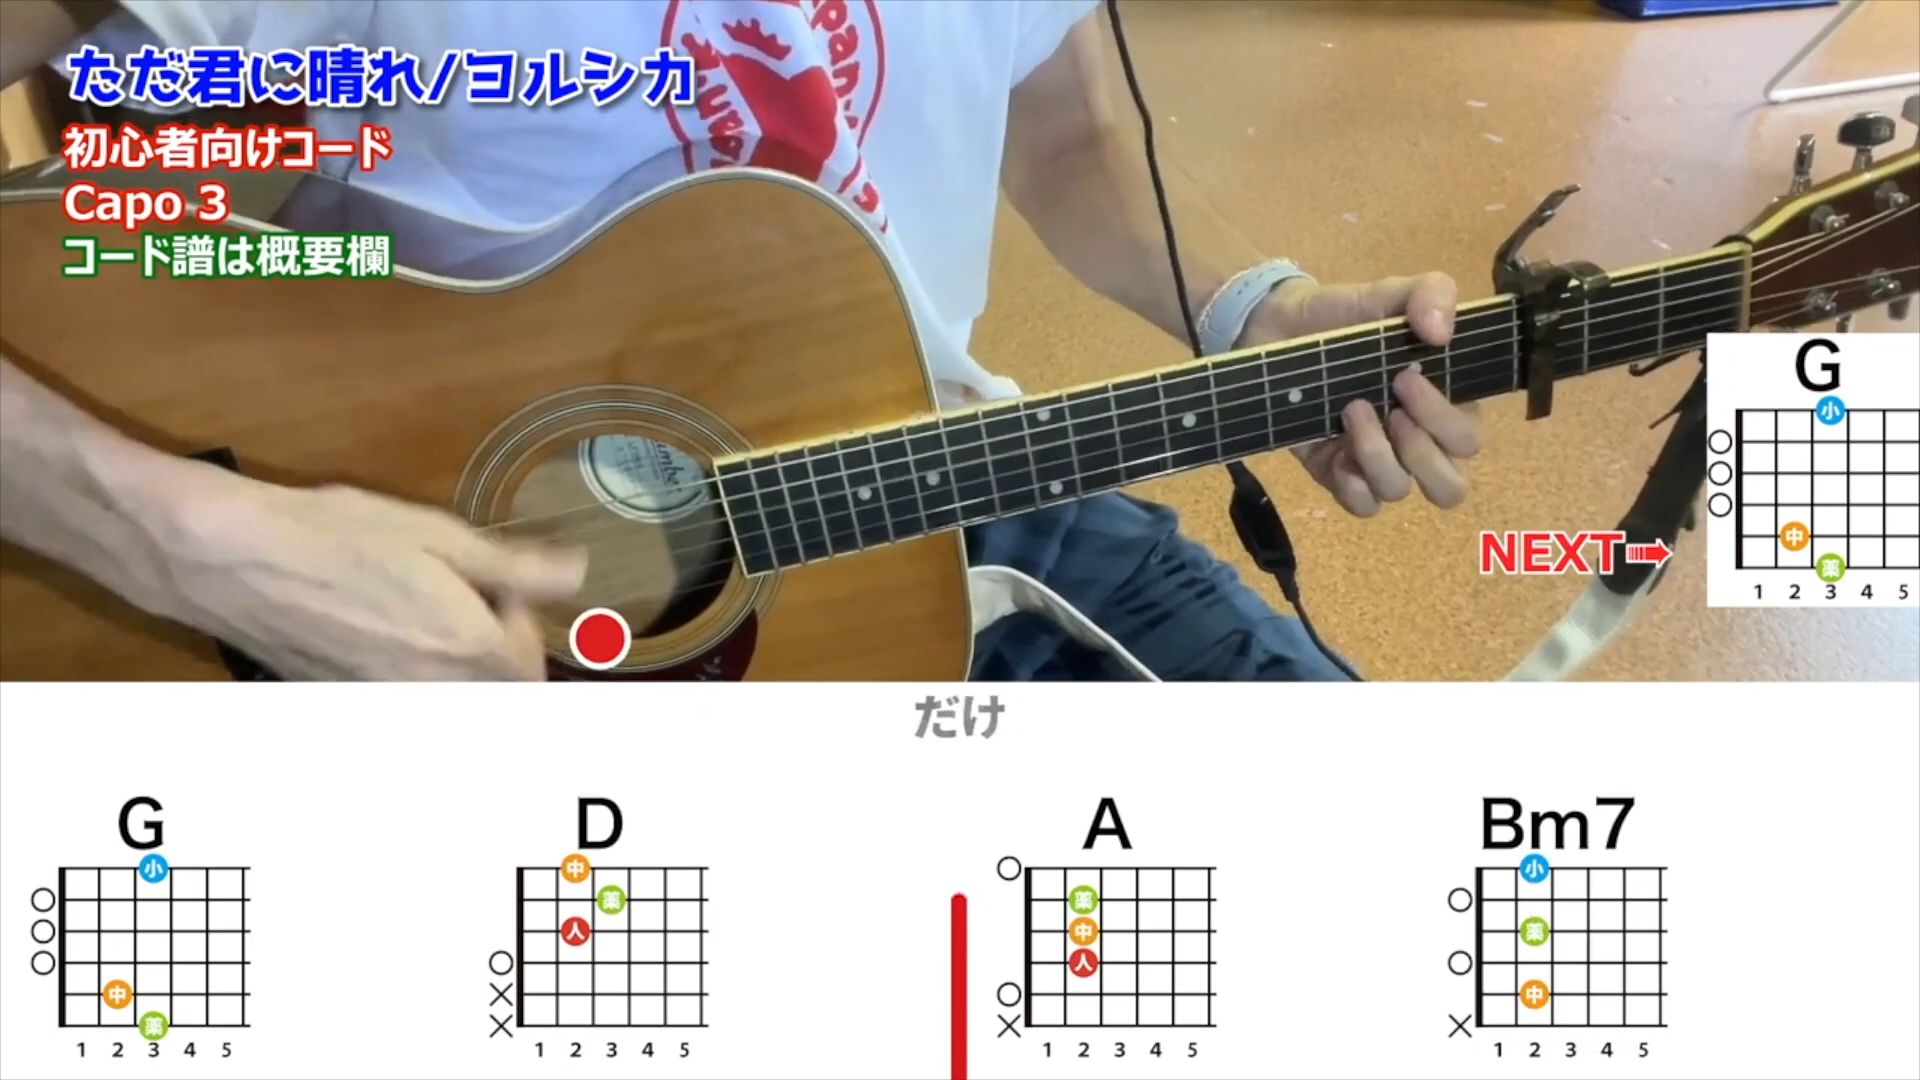 ただ君に晴れ/ヨルシカ
初心者向けコード
Capo 3
コード譜は概要欄
G
小
中
薬
1 2 3 4 5
NEXT
だけ
G
小
中
薬
1 2 3 4 5
D
中
薬
人
1 2 3 4 5
A
薬
中
人
1 2 3 4 5
Bm7
小
薬
中
1 2 3 4 5